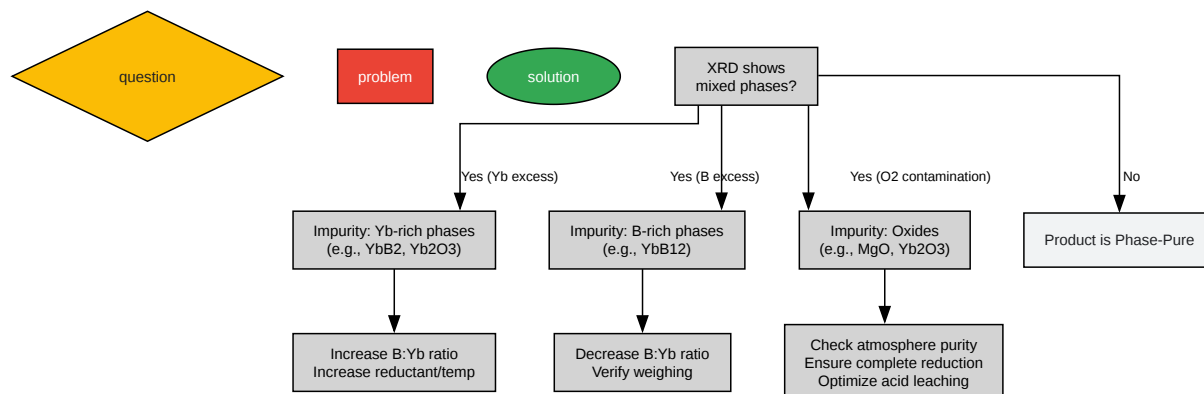 question
problem
solution
XRD shows
mixed phases?
Yes (Yb excess)
Yes (B excess)
Yes (O2 contamination)
No
Impurity: Yb-rich phases
(e.g., YbB2, Yb2O3)
Impurity: B-rich phases
(e.g., YbB12)
Impurity: Oxides
(e.g., MgO, Yb2O3)
Product is Phase-Pure
Increase B:Yb ratio
Increase reductant/temp
Decrease B:Yb ratio
Verify weighing
Check atmosphere purity
Ensure complete reduction
Optimize acid leaching